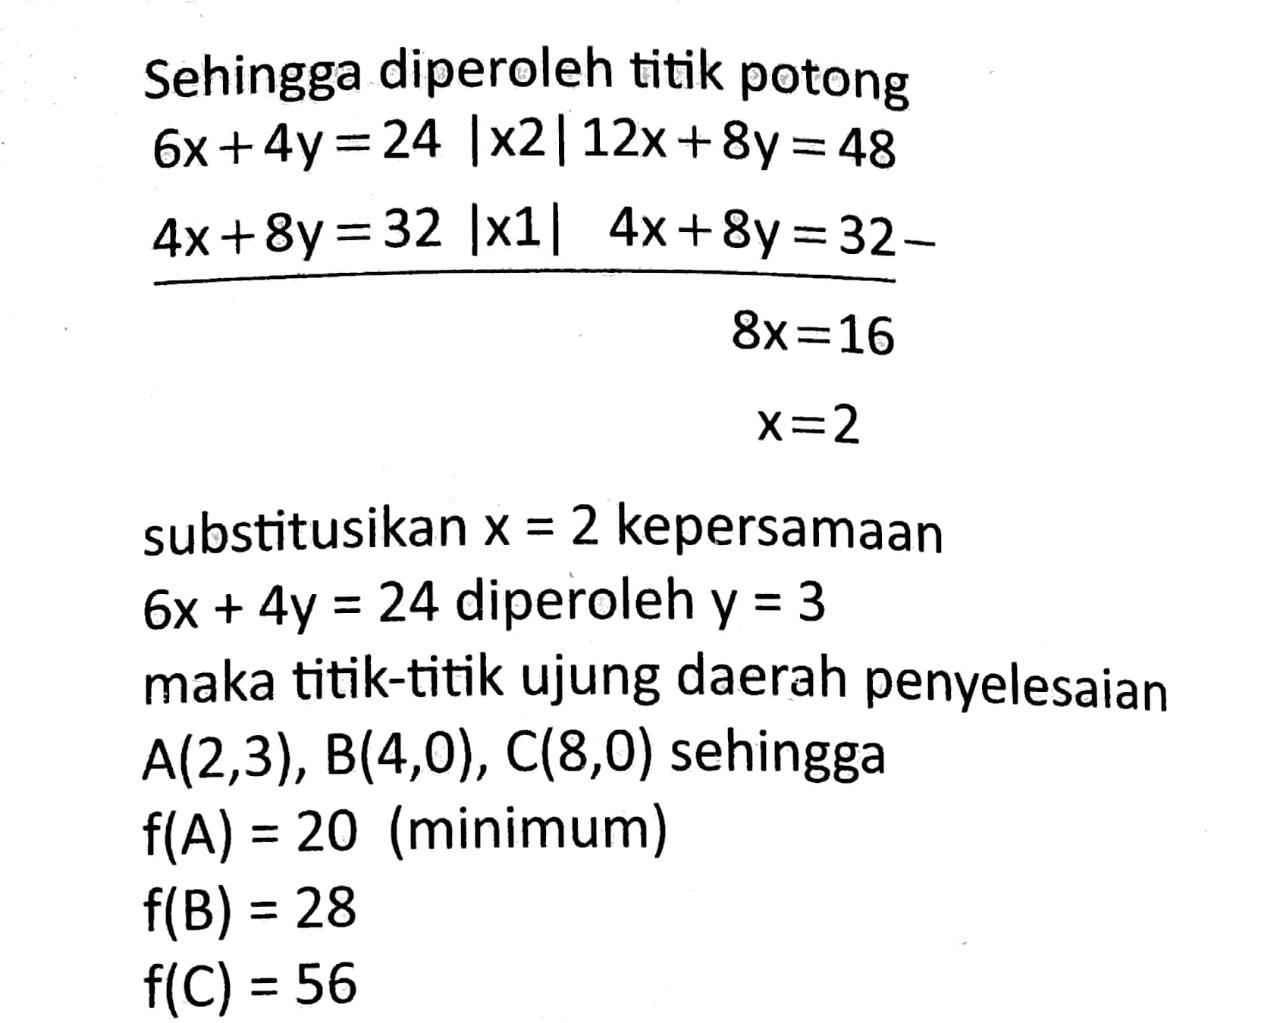 Sehingga diperoleh titik potong
6x+4y=24 |x2| 12x+8y=48
4x+8y=32 |x1| 4x+8y=32 –
8x=16
x=2
substitusikan x = 2 kepersamaan
6x + 4y = 24 diperoleh y = 3
maka titik-titik ujung daerah penyelesaian
A(2,3), B(4,0), C(8,0) sehingga
f(A) = 20 (minimum)
f(B) = 28
f(C) = 56